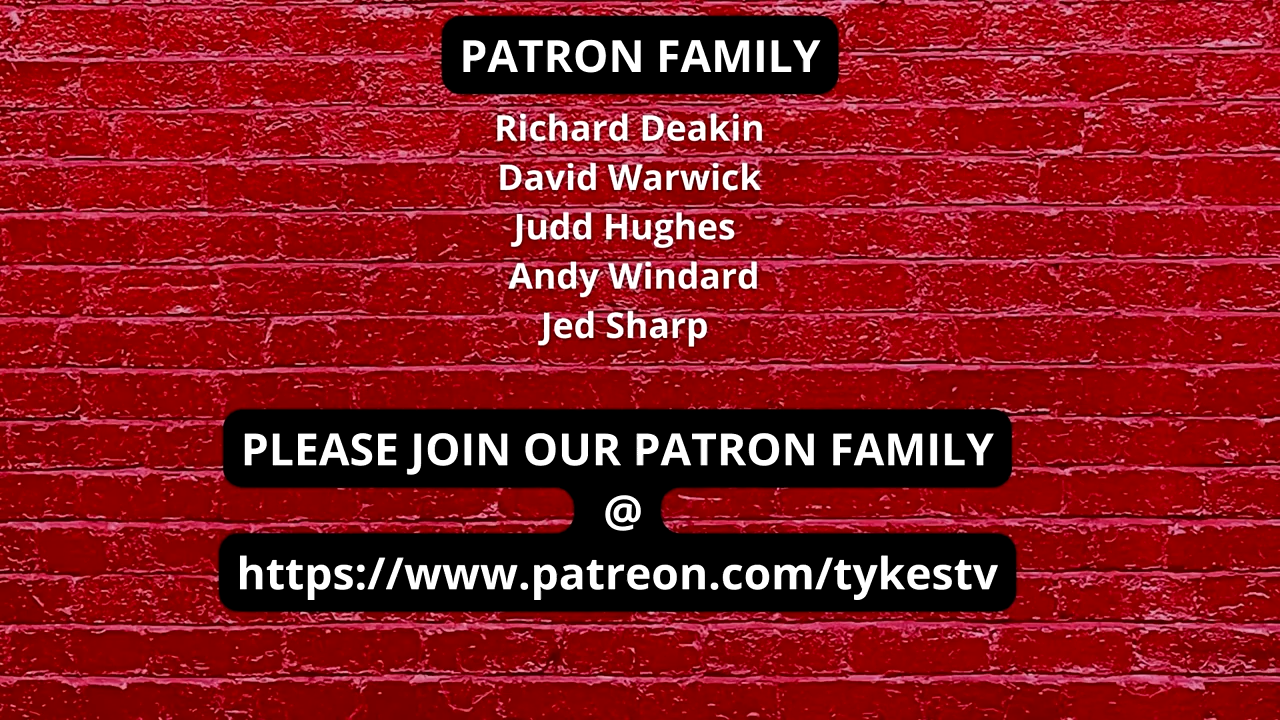 PATRON FAMILY
Richard Deakin
David Warwick
Judd Hughes
Andy Windard
Jed Sharp
PLEASE JOIN OUR PATRON FAMILY
@
https://www.patreon.com/tykestv